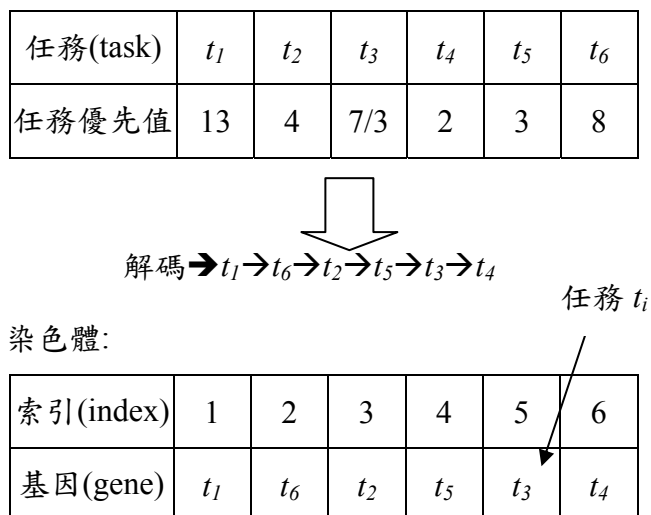 任務(task) t1 t2 t3 t4 t5 t6
任務優先值 13 4 7/3 2 3 8
解碼➔t1→t6→t2→t5→t3→t4
任務 ti
染色體:
索引(index) 1 2 3 4 5 6
基因(gene) t1 t6 t2 t5 t3 t4